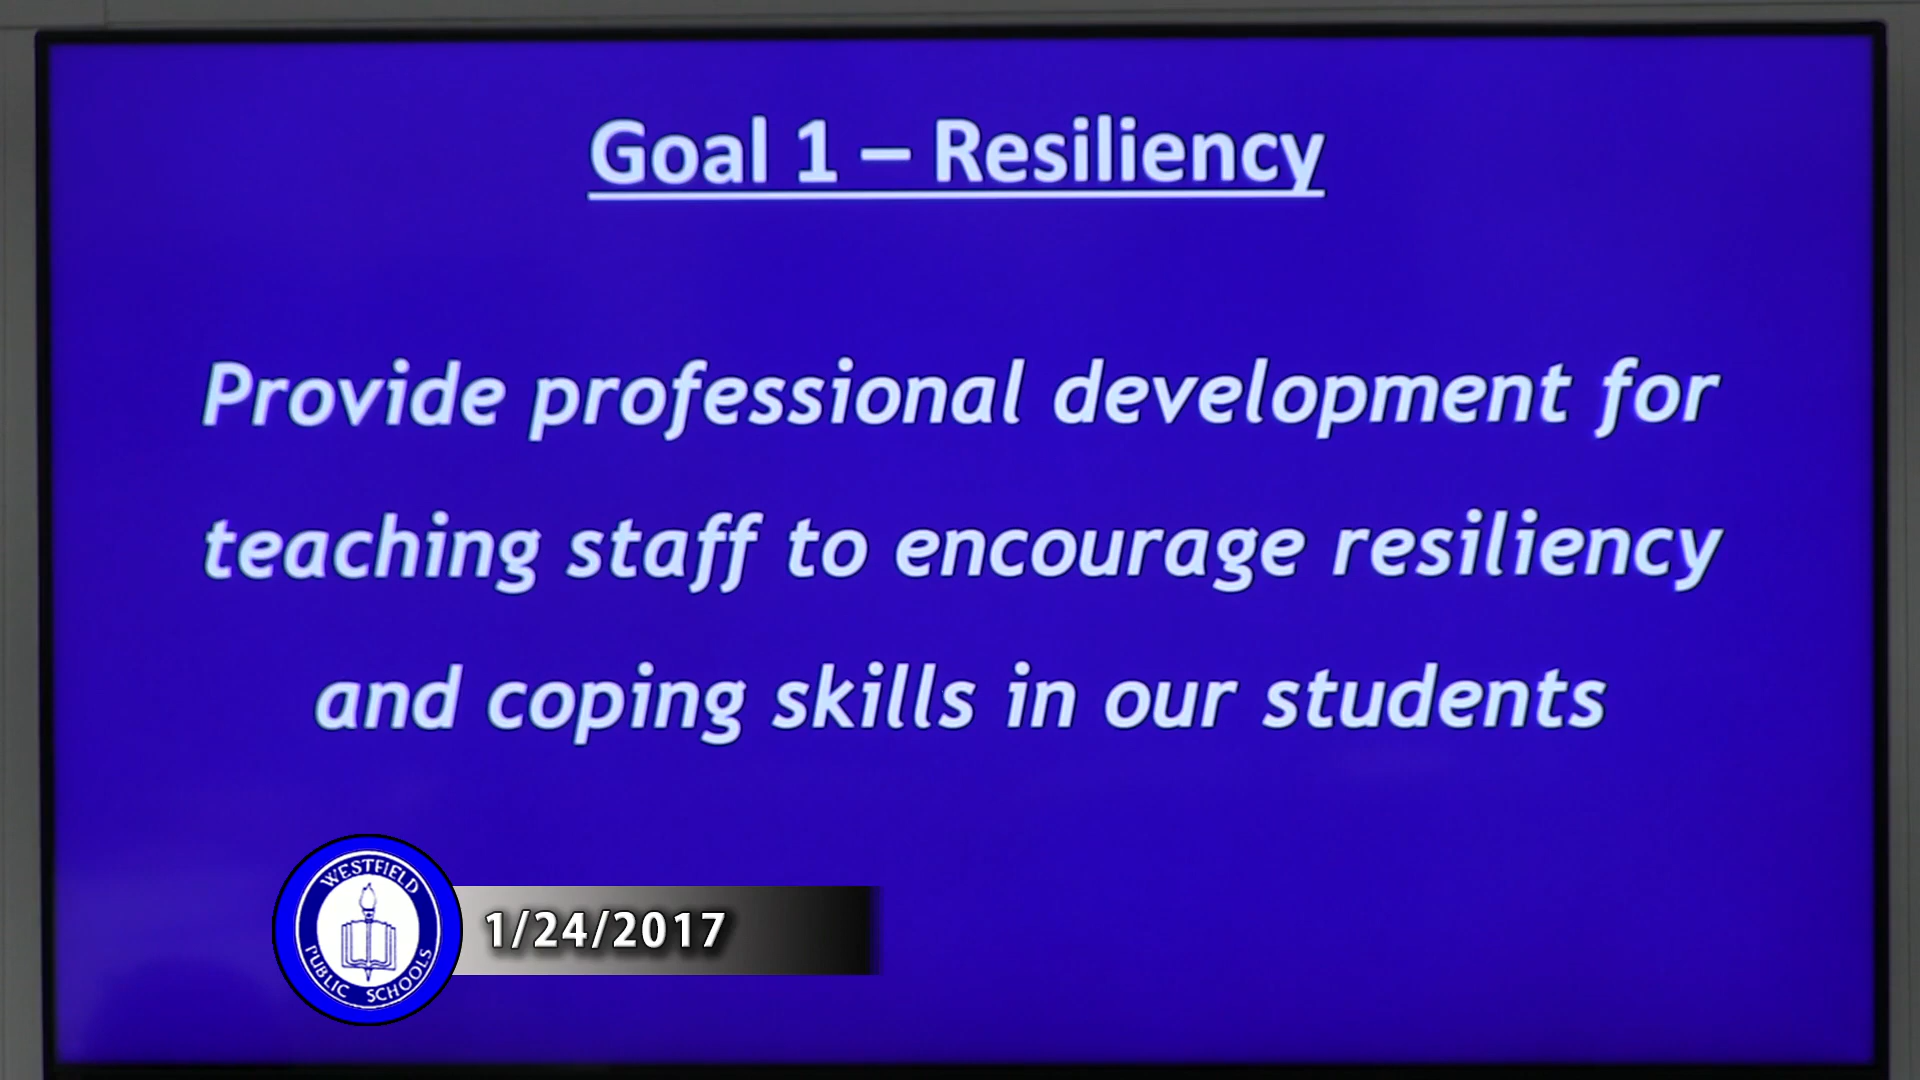 Goal 1 – Resiliency
Provide professional development for
teaching staff to encourage resiliency
and coping skills in our students
WESTFIELD
PUBLIC SCHOOLS
1/24/2017